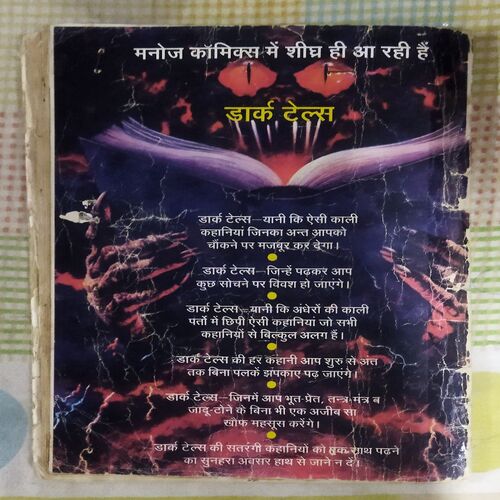 मनोज कॉमिक्स में शीघ्र ही आ रही हैं
डार्क टेल्स
डार्क टेल्स—यानी कि ऐसी काली
कहानियां जिनका अन्त आपको
चौंकने पर मजबूर कर देगा।
डार्क टेल्स—जिन्हें पढ़कर आप
कुछ सोचने पर विवश हो जाएंगे।
डार्क टेल्स—यानी कि अंधेरों की काली
पर्तों में छिपी ऐसी कहानियां जो सभी
कहानियों से बिल्कुल अलग हैं।
डार्क टेल्स की हर कहानी आप शुरु से अंत
तक बिना पलकें झपकाए पढ़ जाएंगे।
डार्क टेल्स—जिनमें आप भूत-प्रेत, तन्त्र-मंत्र ब
जादू-टोने के बिना भी एक अजीब सा
खौफ महसूस करेंगे।
डार्क टेल्स की सतरंगी कहानियों को एक साथ पढ़ने
का सुनहरा अवसर हाथ से जाने न दें।